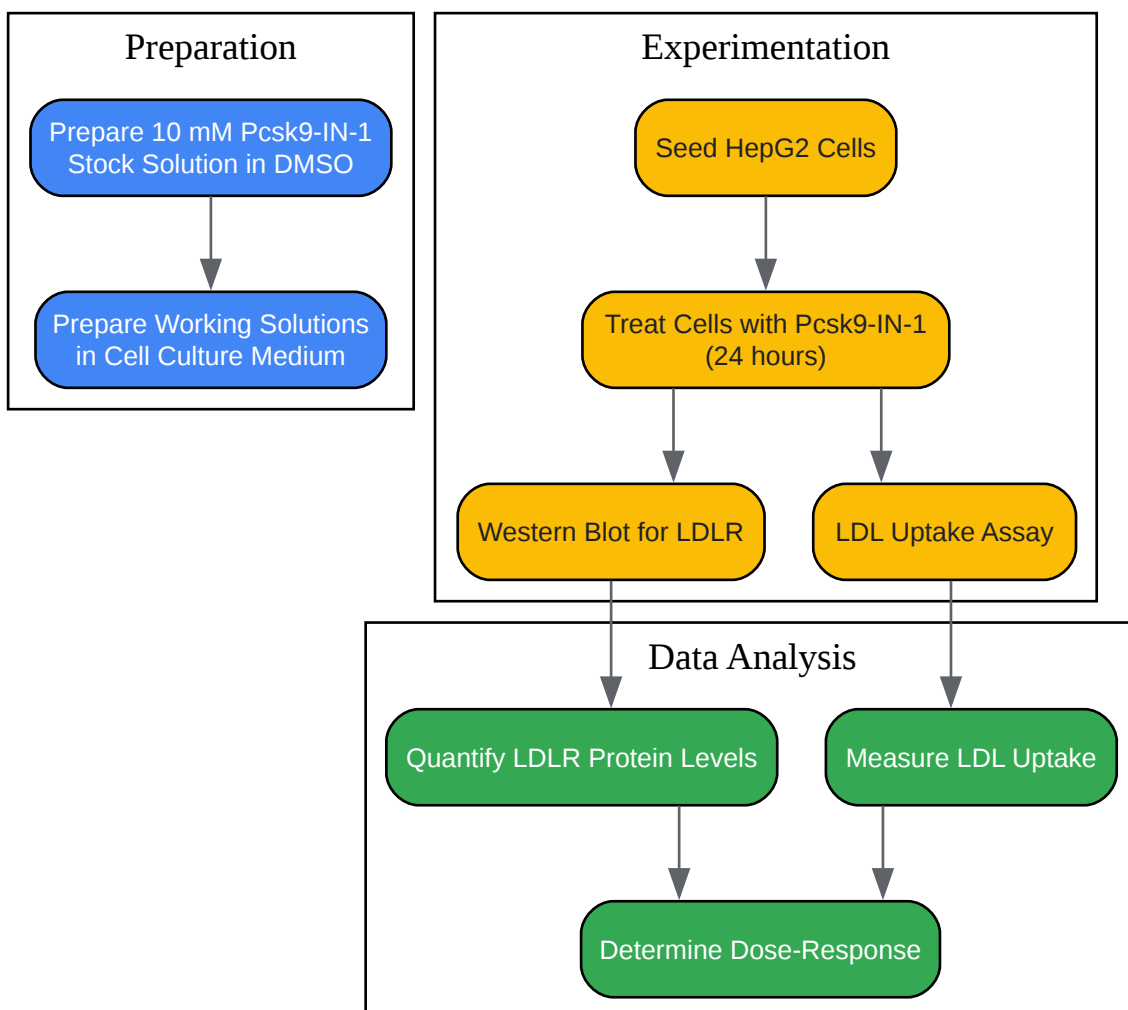 Preparation
Prepare 10 mM Pcsk9-IN-1
Stock Solution in DMSO
Prepare Working Solutions
in Cell Culture Medium
Experimentation
Seed HepG2 Cells
Treat Cells with Pcsk9-IN-1
(24 hours)
Western Blot for LDLR
LDL Uptake Assay
Data Analysis
Quantify LDLR Protein Levels
Measure LDL Uptake
Determine Dose-Response